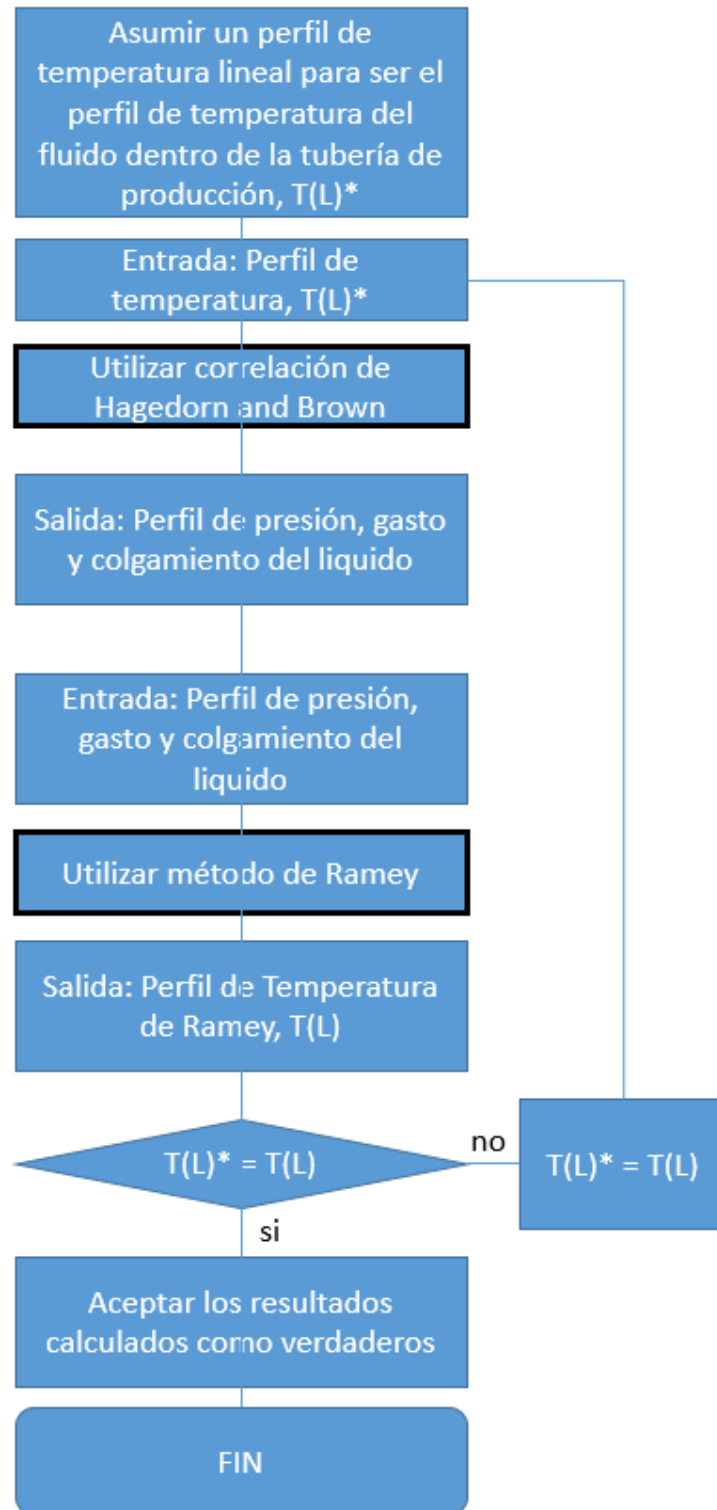 Asumir un perfil de
temperatura lineal para ser el
perfil de temperatura del
fluido dentro de la tubería de
producción, T(L)*
Entrada: Perfil de
temperatura, T(L)*
Utilizar correlación de
Hagedorn and Brown
Salida: Perfil de presión, gasto
y colgamiento del liquido
Entrada: Perfil de presión,
gasto y colgamiento del
liquido
Utilizar método de Ramey
Salida: Perfil de Temperatura
de Ramey, T(L)
T(L)* = T(L)
no
T(L)* = T(L)
si
Aceptar los resultados
calculados como verdaderos
FIN